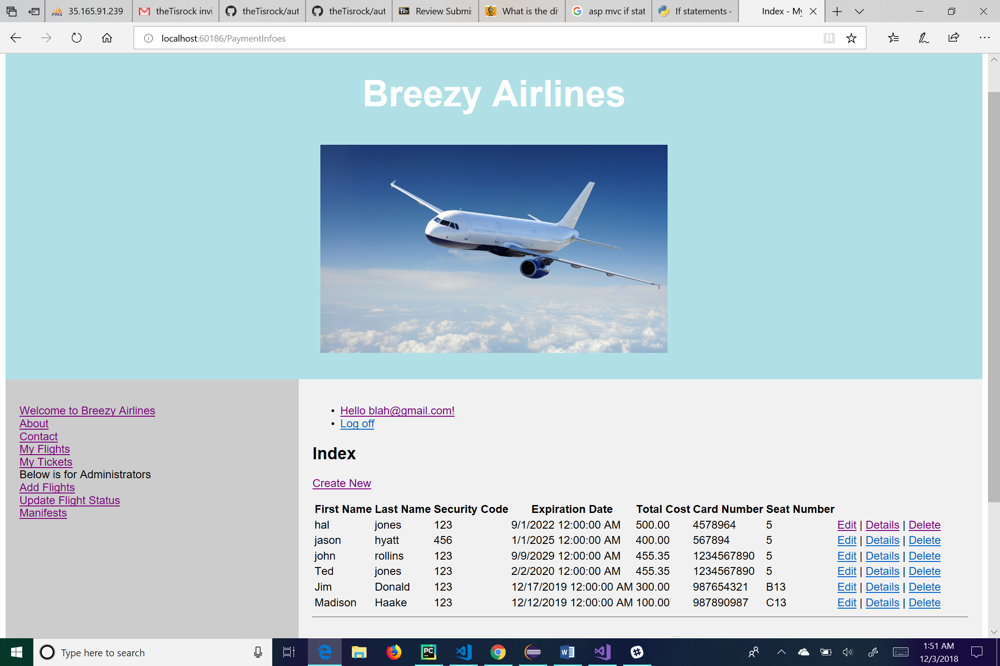 35.165.91.239
theTisrock invi
theTisrock/aut
theTisrock/aut
Review Submi
What is the di
asp mvc if stat
If statements -
Index - My
localhost:60186/PaymentInfoes
Breezy Airlines
Welcome to Breezy Airlines
About
Contact
My Flights
My Tickets
Below is for Administrators
Add Flights
Update Flight Status
Manifests
• Hello blah@gmail.com!
• Log off
Index
Create New
First Name Last Name Security Code Expiration Date Total Cost Card Number Seat Number
hal jones 123 9/1/2022 12:00:00 AM 500.00 4578964 5 Edit | Details | Delete
jason hyatt 456 1/1/2025 12:00:00 AM 400.00 567894 5 Edit | Details | Delete
john rollins 123 9/9/2029 12:00:00 AM 455.35 1234567890 5 Edit | Details | Delete
Ted jones 123 2/2/2020 12:00:00 AM 455.35 1234567890 5 Edit | Details | Delete
Jim Donald 123 12/17/2019 12:00:00 AM 300.00 987654321 B13 Edit | Details | Delete
Madison Haake 123 12/12/2019 12:00:00 AM 100.00 987890987 C13 Edit | Details | Delete
Type here to search
1:51 AM
12/3/2018